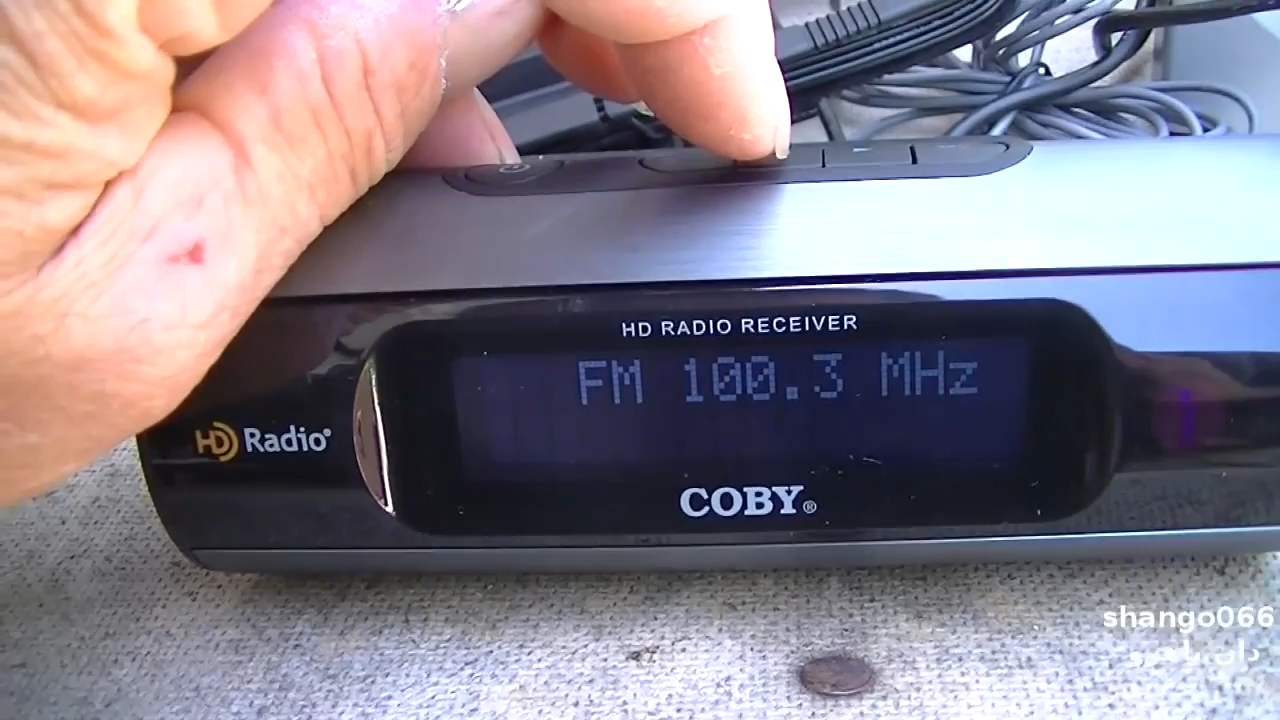 HD RADIO RECEIVER
FM 100.3 MHz
HD Radio®
COBY®
shango066